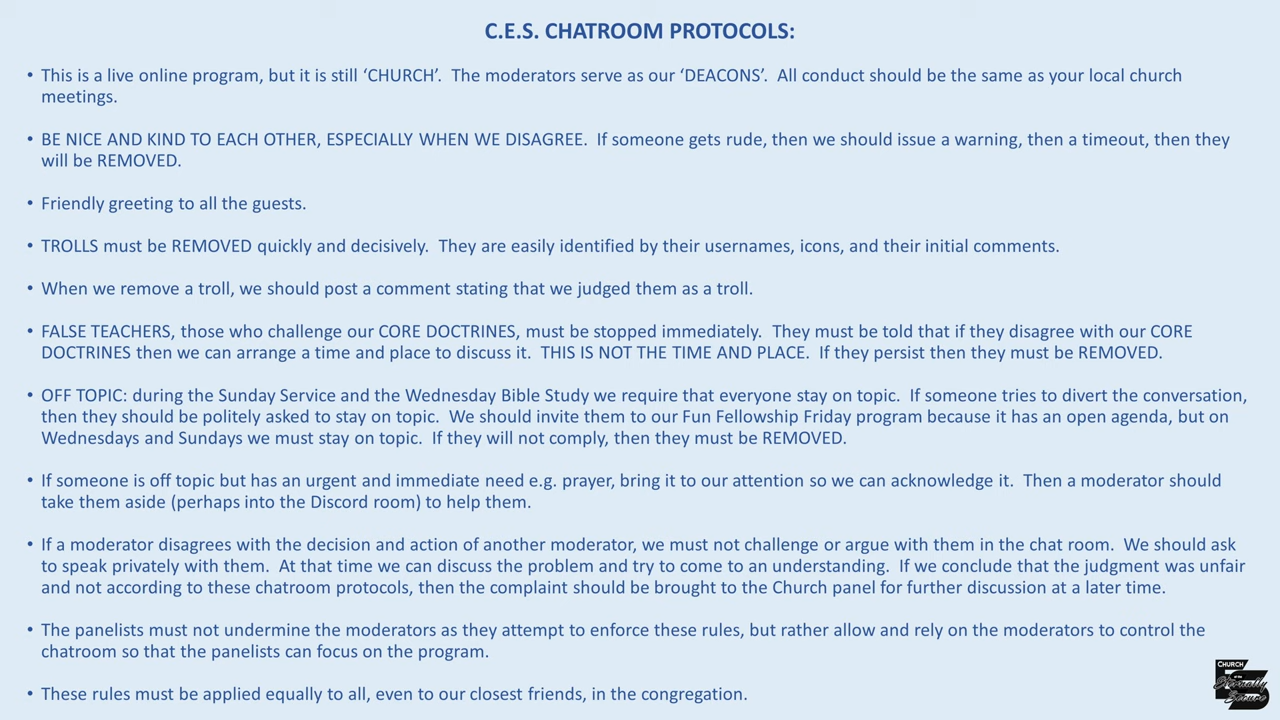 C.E.S. CHATROOM PROTOCOLS:
• This is a live online program, but it is still ‘CHURCH’.  The moderators serve as our ‘DEACONS’.  All conduct should be the same as your local church
meetings.
• BE NICE AND KIND TO EACH OTHER, ESPECIALLY WHEN WE DISAGREE.  If someone gets rude, then we should issue a warning, then a timeout, then they
will be REMOVED.
• Friendly greeting to all the guests.
• TROLLS must be REMOVED quickly and decisively.  They are easily identified by their usernames, icons, and their initial comments.
• When we remove a troll, we should post a comment stating that we judged them as a troll.
• FALSE TEACHERS, those who challenge our CORE DOCTRINES, must be stopped immediately.  They must be told that if they disagree with our CORE
DOCTRINES then we can arrange a time and place to discuss it.  THIS IS NOT THE TIME AND PLACE.  If they persist then they must be REMOVED.
• OFF TOPIC: during the Sunday Service and the Wednesday Bible Study we require that everyone stay on topic.  If someone tries to divert the conversation,
then they should be politely asked to stay on topic.  We should invite them to our Fun Fellowship Friday program because it has an open agenda, but on
Wednesdays and Sundays we must stay on topic.  If they will not comply, then they must be REMOVED.
• If someone is off topic but has an urgent and immediate need e.g. prayer, bring it to our attention so we can acknowledge it.  Then a moderator should
take them aside (perhaps into the Discord room) to help them.
• If a moderator disagrees with the decision and action of another moderator, we must not challenge or argue with them in the chat room.  We should ask
to speak privately with them.  At that time we can discuss the problem and try to come to an understanding.  If we conclude that the judgment was unfair
and not according to these chatroom protocols, then the complaint should be brought to the Church panel for further discussion at a later time.
• The panelists must not undermine the moderators as they attempt to enforce these rules, but rather allow and rely on the moderators to control the
chatroom so that the panelists can focus on the program.
• These rules must be applied equally to all, even to our closest friends, in the congregation.
CHURCH
of the
Eternally
Secure